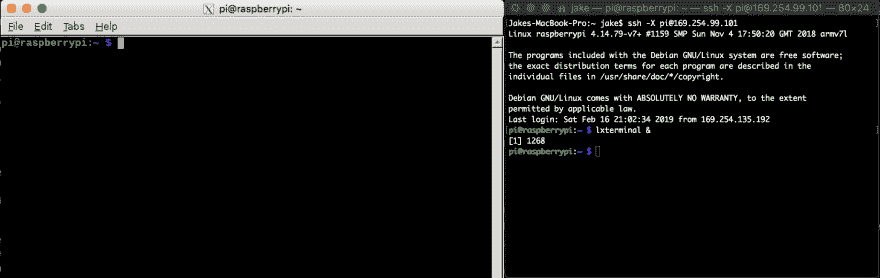 pi@raspberrypi: ~
File Edit Tabs Help
pi@raspberrypi:~ $
jake — pi@raspberrypi: ~ — ssh -X pi@169.254.99.101 — 80×24
Jakes-MacBook-Pro:~ jake$ ssh -X pi@169.254.99.101
Linux raspberrypi 4.14.79-v7+ #1159 SMP Sun Nov 4 17:50:20 GMT 2018 armv7l
The programs included with the Debian GNU/Linux system are free software;
the exact distribution terms for each program are described in the
individual files in /usr/share/doc/*/copyright.
Debian GNU/Linux comes with ABSOLUTELY NO WARRANTY, to the extent
permitted by applicable law.
Last login: Sat Feb 16 21:02:34 2019 from 169.254.135.192
pi@raspberrypi:~ $ lxterminal &
[1] 1268
pi@raspberrypi:~ $